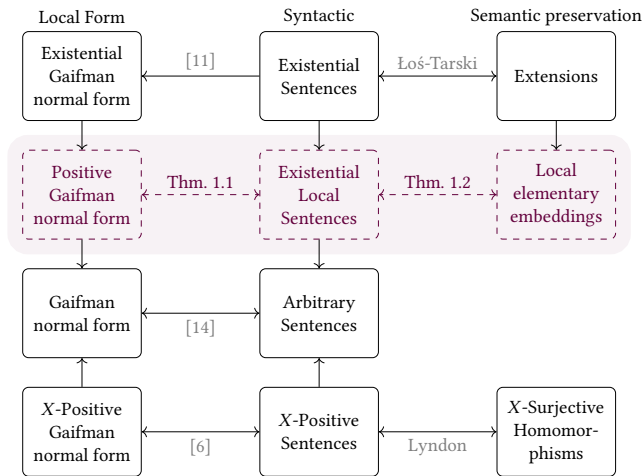 Local Form
Syntactic
Semantic preservation
Existential
Gaifman
normal form
[11]
Existential
Sentences
Łoś-Tarski
Extensions
Positive
Gaifman
normal form
Thm. 1.1
Existential
Local
Sentences
Thm. 1.2
Local
elementary
embeddings
Gaifman
normal form
[14]
Arbitrary
Sentences
X-Positive
Gaifman
normal form
[6]
X-Positive
Sentences
Lyndon
X-Surjective
Homomor-
phisms